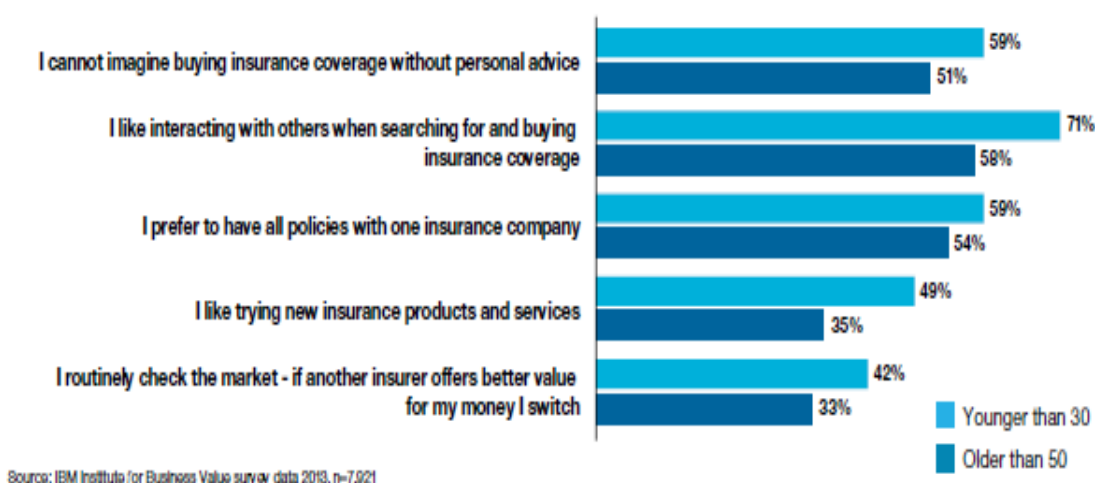 I cannot imagine buying insurance coverage without personal advice
59%
51%
I like interacting with others when searching for and buying
insurance coverage
71%
58%
I prefer to have all policies with one insurance company
59%
54%
I like trying new insurance products and services
49%
35%
I routinely check the market - if another insurer offers better value
for my money I switch
42%
33%
Younger than 30
Older than 50
Source: IBM Institute for Business Value survey data 2013, n=7,921